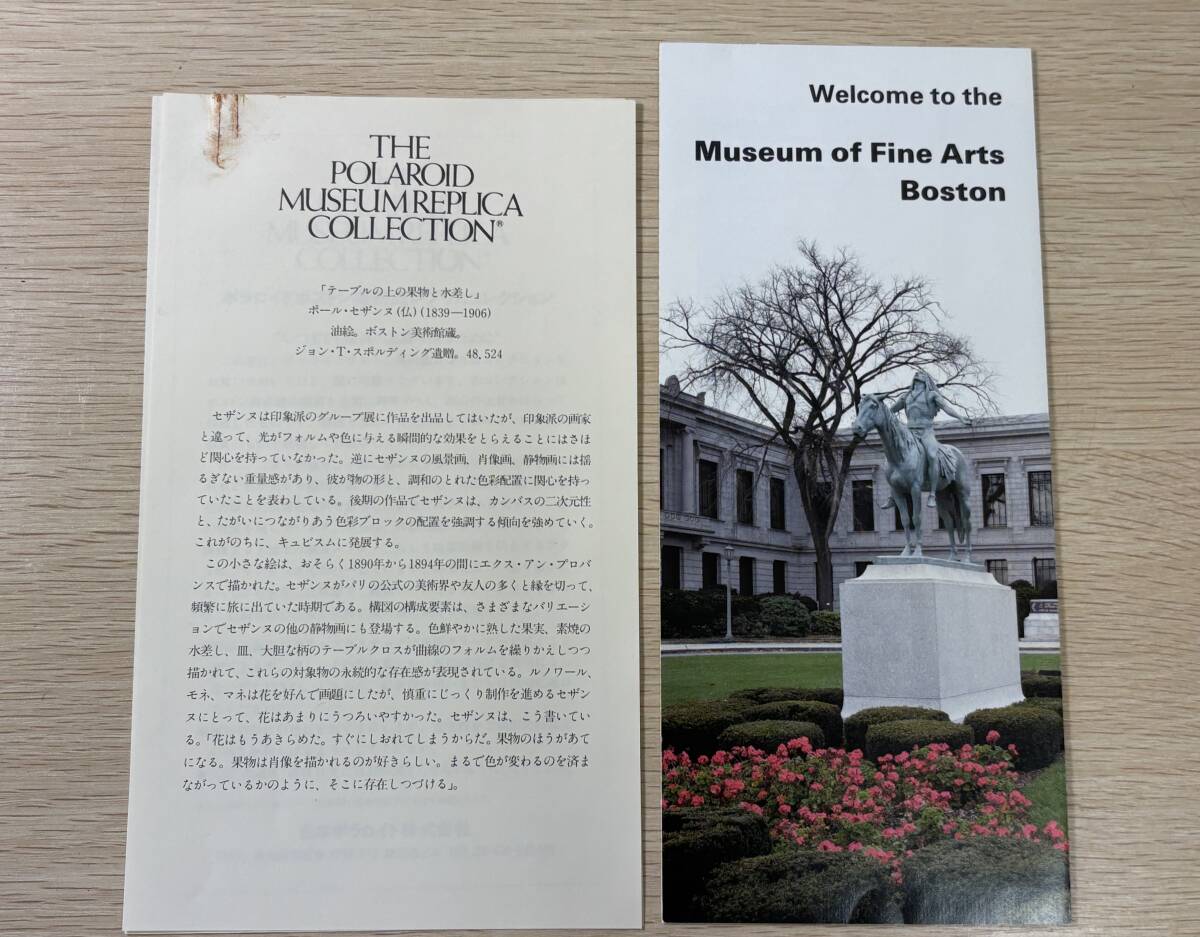 THE
POLAROID
MUSEUM REPLICA
COLLECTION®
「テーブルの上の果物と水差し」
ポール・セザンヌ(仏)(1839—1906)
油絵。ボストン美術館蔵。
ジョン・T・スポルディング遺贈。48.524
セザンヌは印象派のグループ展に作品を出品してはいたが、印象派の画家
と違って、光がフォルムや色に与える瞬間的な効果をとらえることにはさほ
ど関心を持っていなかった。逆にセザンヌの風景画、肖像画、静物画には揺
るぎない重量感があり、彼が物の形と、調和のとれた色彩配置に関心を持っ
ていたことを表わしている。後期の作品でセザンヌは、カンバスの二次元性
と、たがいにつながりあう色彩ブロックの配置を強調する傾向を強めていく。
これがのちに、キュビスムに発展する。
この小さな絵は、おそらく1890年から1894年の間にエクス・アン・プロバ
ンスで描かれた。セザンヌがパリの公式の美術界や友人の多くと縁を切って、
頻繁に旅に出ていた時期である。構図の構成要素は、さまざまなバリエーシ
ョンでセザンヌの他の静物画にも登場する。色鮮やかに熟した果実、素焼の
水差し、皿、大胆な柄のテーブルクロスが曲線のフォルムを繰りかえしつつ
描かれて、これらの対象物の永続的な存在感が表現されている。ルノワール、
モネ、マネは花を好んで画題にしたが、慎重にじっくり制作を進めるセザン
ヌにとって、花はあまりにうつろいやすかった。セザンヌは、こう書いてい
る。「花はもうあきらめた。すぐにしおれてしまうからだ。果物のほうがあて
になる。果物は肖像を描かれるのが好きらしい。まるで色が変わるのを済ま
ながっているかのように、そこに存在しつづける」。
Welcome to the
Museum of Fine Arts
Boston